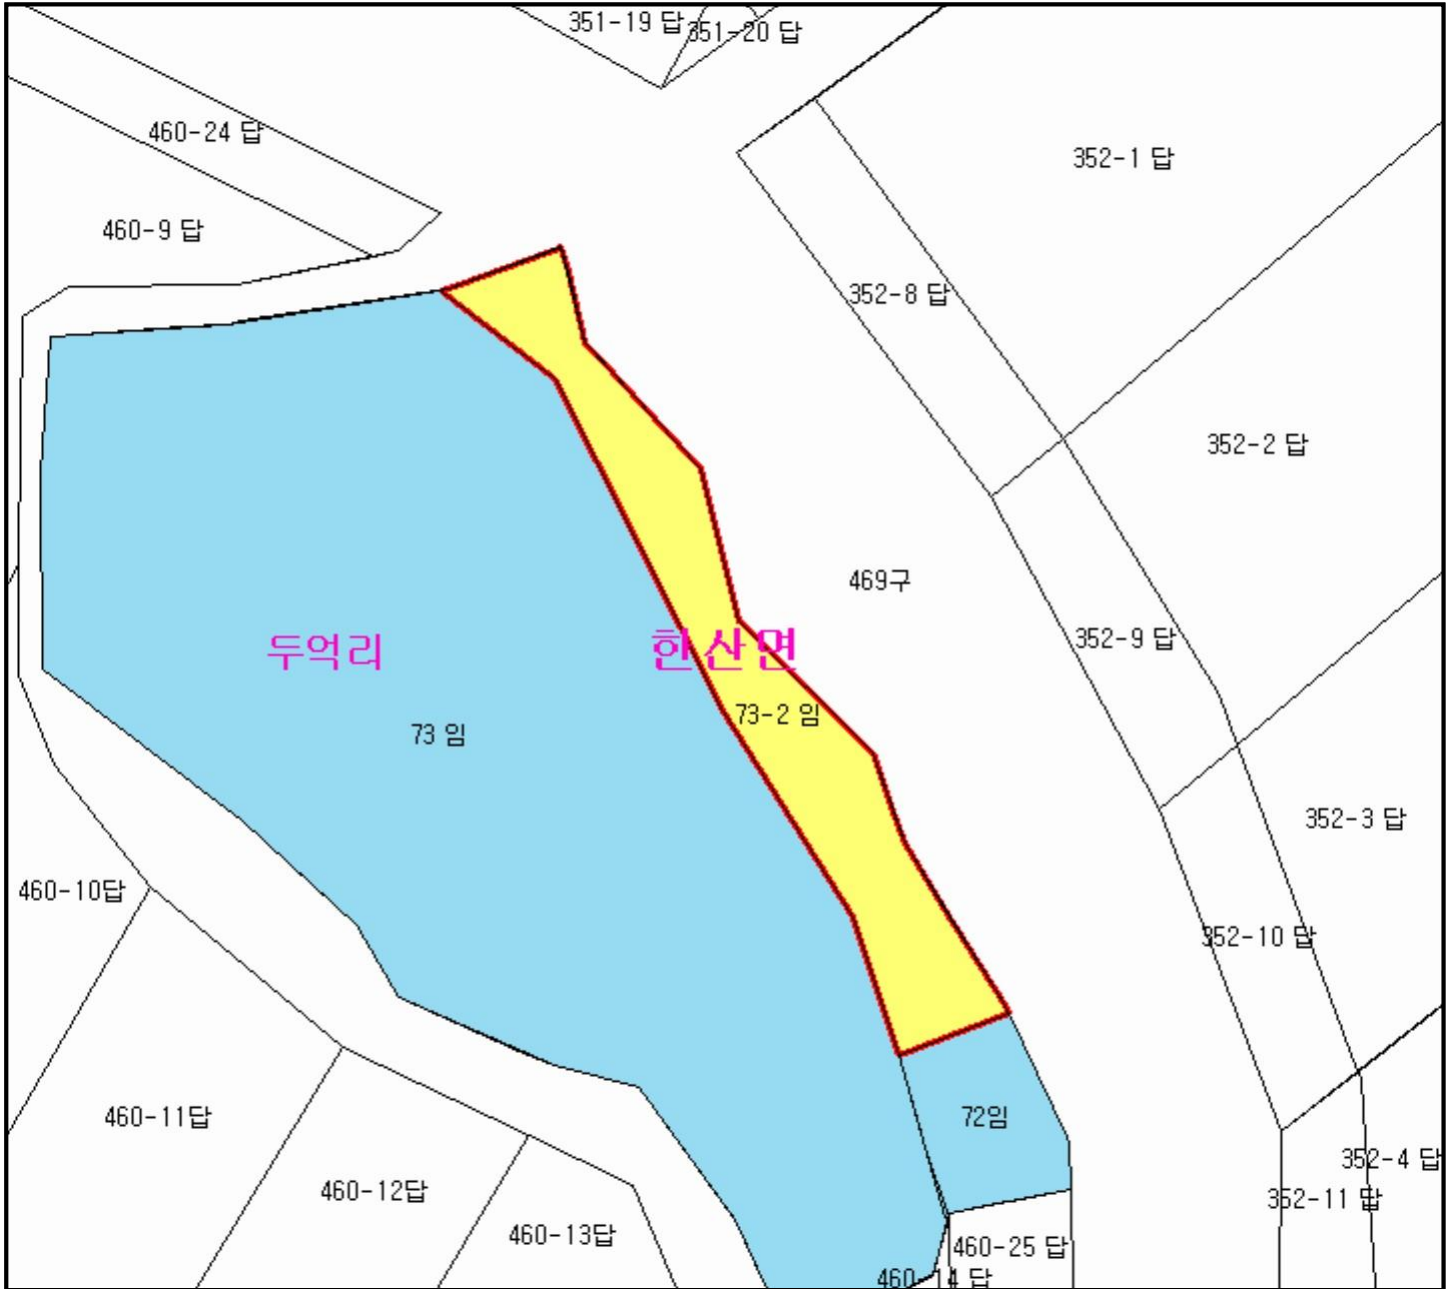 351-19 답
351-20 답
460-24 답
352-1 답
460-9 답
352-8 답
352-2 답
469구
352-9 답
두억리
한산면
73-2 임
73 임
352-3 답
460-10답
352-10 답
460-11답
72임
352-4 답
460-12답
352-11 답
460-13답
460-25 답
460-14 답